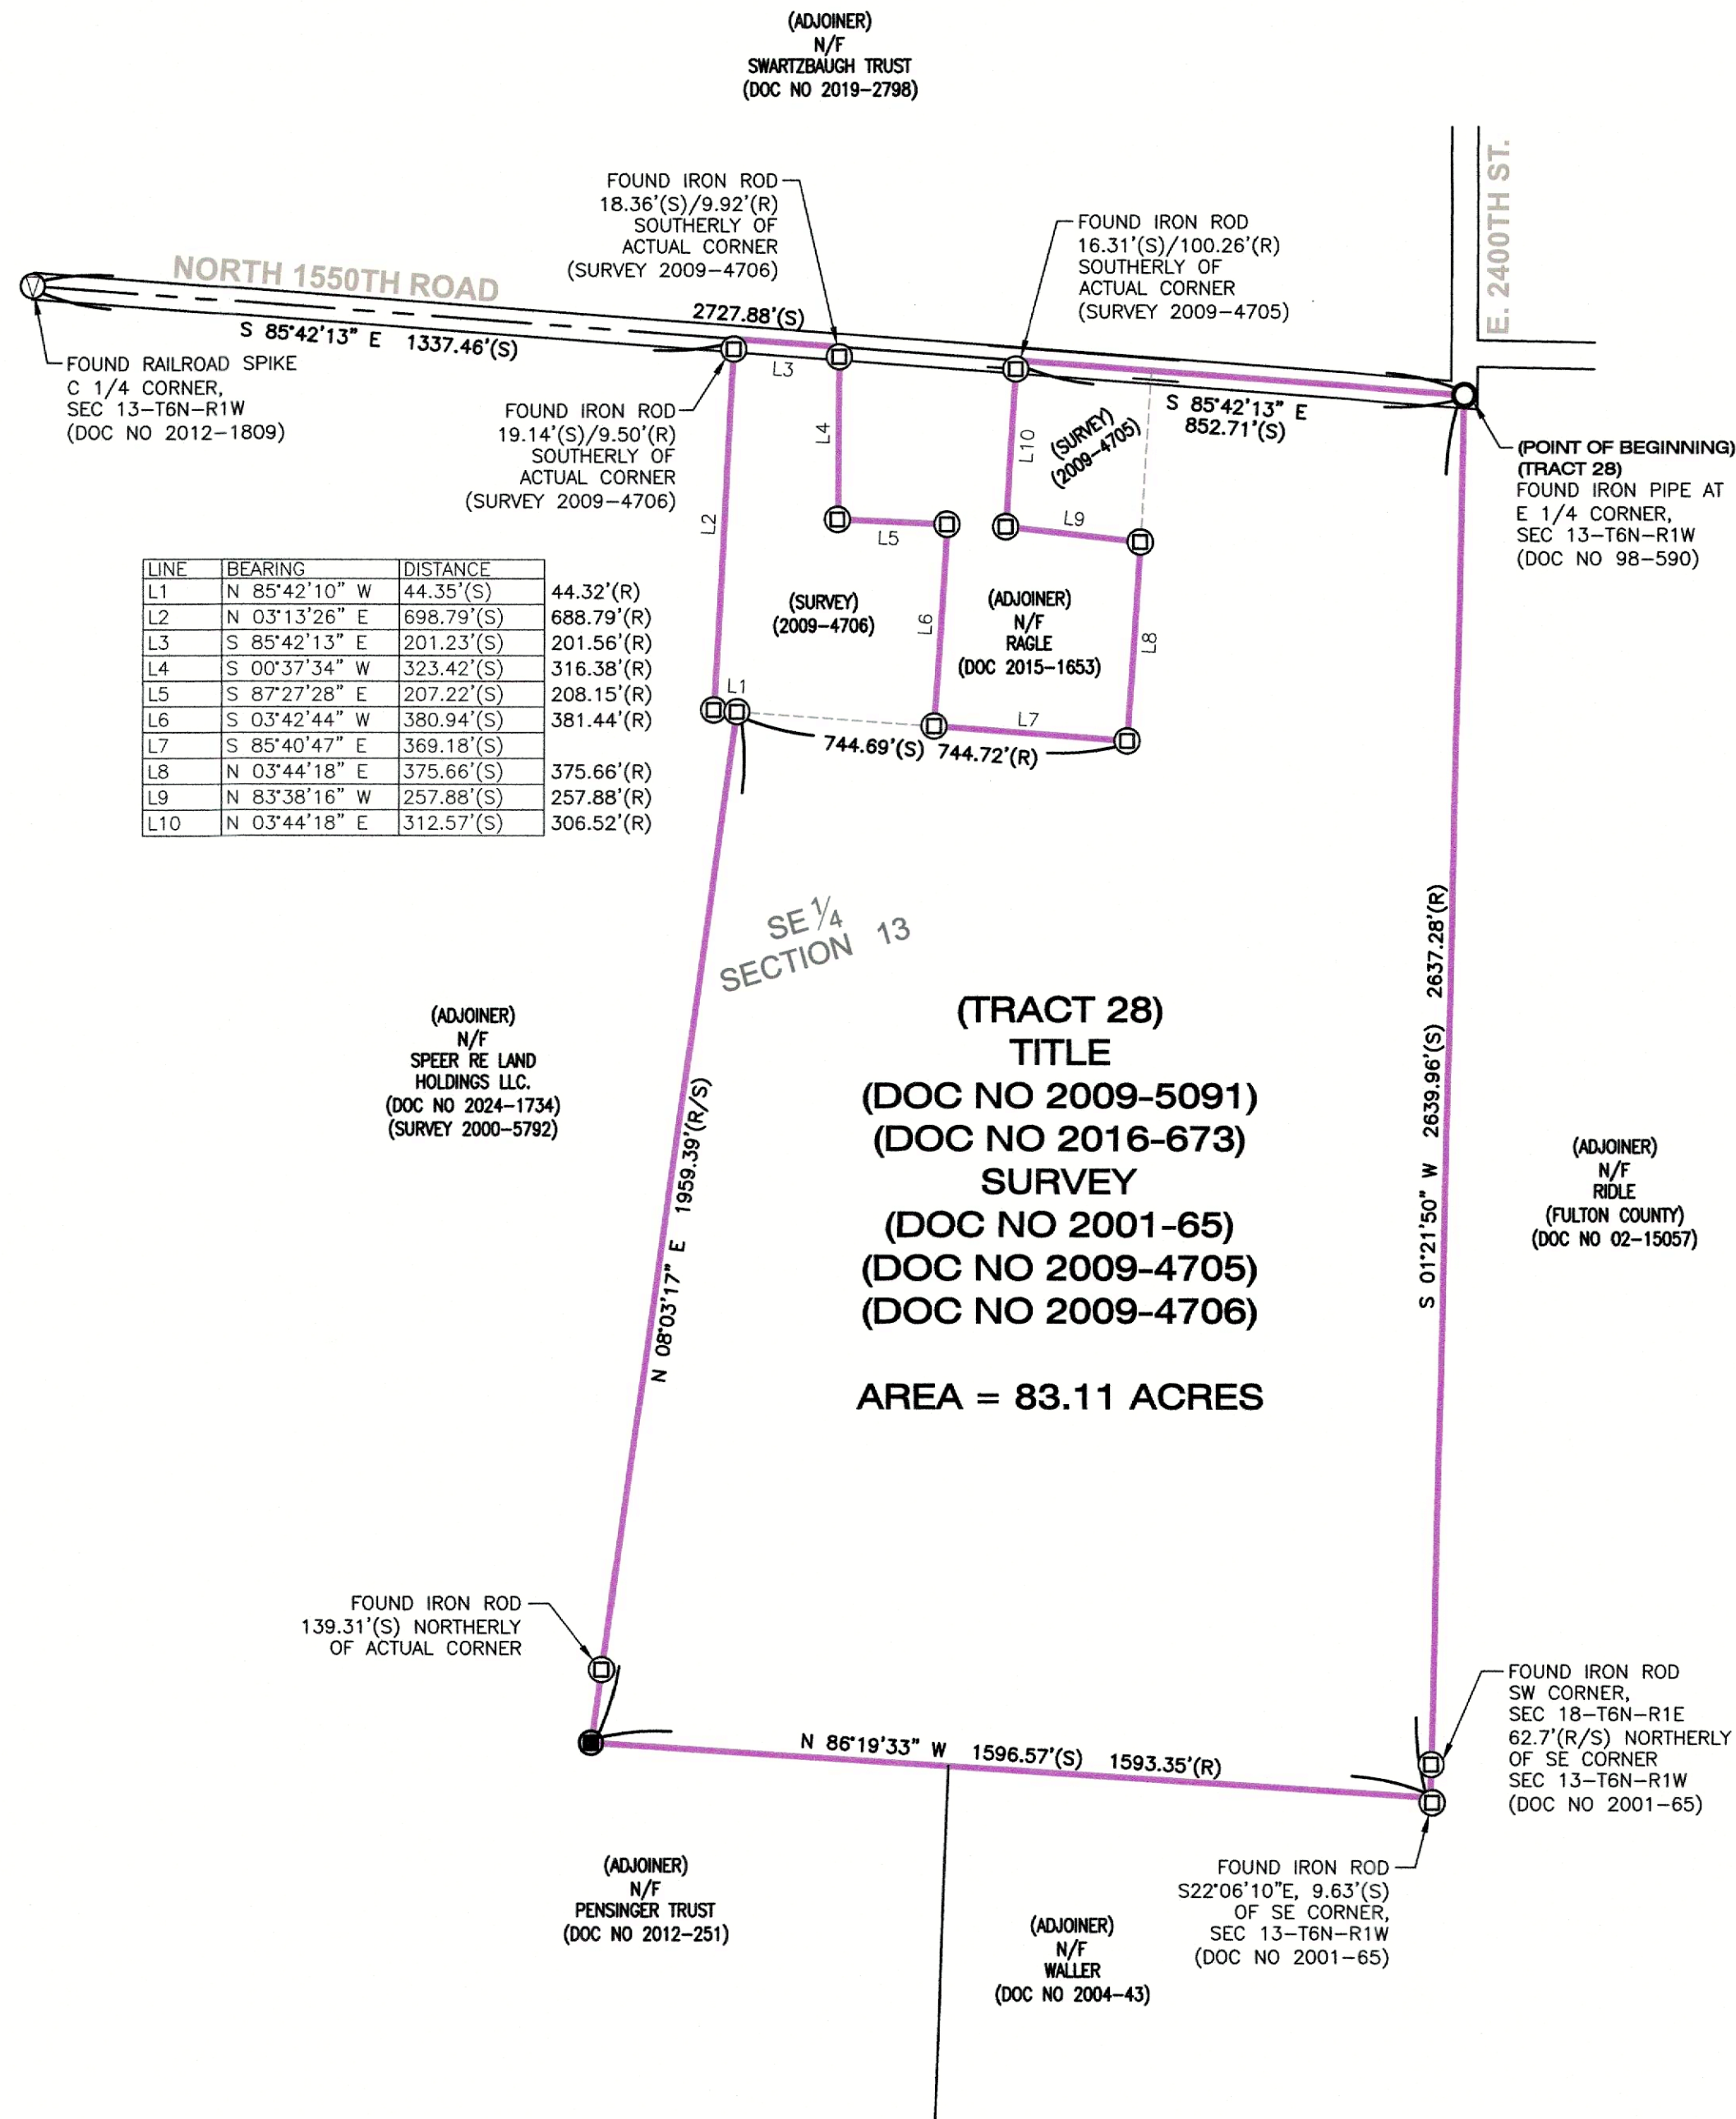 (ADJOINER)
N/F
SWARTZBAUGH TRUST
(DOC NO 2019-2798)
E. 2400TH ST.
FOUND IRON ROD
18.36'(S)/9.92'(R)
SOUTHERLY OF
ACTUAL CORNER
(SURVEY 2009-4706)
FOUND IRON ROD
16.31'(S)/100.26'(R)
SOUTHERLY OF
ACTUAL CORNER
(SURVEY 2009-4705)
NORTH 1550TH ROAD
2727.88'(S)
S 85°42'13" E 1337.46'(S)
FOUND RAILROAD SPIKE
C 1/4 CORNER,
SEC 13-T6N-R1W
(DOC NO 2012-1809)
L3
FOUND IRON ROD
19.14'(S)/9.50'(R)
SOUTHERLY OF
ACTUAL CORNER
(SURVEY 2009-4706)
S 85°42'13" E
852.71'(S)
(SURVEY)
(2009-4705)
L4
L10
(POINT OF BEGINNING)
(TRACT 28)
FOUND IRON PIPE AT
E 1/4 CORNER,
SEC 13-T6N-R1W
(DOC NO 98-590)
L2
L5
L9
LINE BEARING DISTANCE
L1 N 85°42'10" W 44.35'(S) 44.32'(R)
L2 N 03°13'26" E 698.79'(S) 688.79'(R)
L3 S 85°42'13" E 201.23'(S) 201.56'(R)
L4 S 00°37'34" W 323.42'(S) 316.38'(R)
L5 S 87°27'28" E 207.22'(S) 208.15'(R)
L6 S 03°42'44" W 380.94'(S) 381.44'(R)
L7 S 85°40'47" E 369.18'(S)
L8 N 03°44'18" E 375.66'(S) 375.66'(R)
L9 N 83°38'16" W 257.88'(S) 257.88'(R)
L10 N 03°44'18" E 312.57'(S) 306.52'(R)
(SURVEY)
(2009-4706)
L6
(ADJOINER)
N/F
RAGLE
(DOC 2015-1653)
L8
L1
L7
744.69'(S) 744.72'(R)
SE 1/4
SECTION 13
S 01°21'50" W 2639.96'(S) 2637.28'(R)
(ADJOINER)
N/F
SPEER RE LAND
HOLDINGS LLC.
(DOC NO 2024-1734)
(SURVEY 2000-5792)
N 08°03'17" E 1959.39'(R/S)
(TRACT 28)
TITLE
(DOC NO 2009-5091)
(DOC NO 2016-673)
SURVEY
(DOC NO 2001-65)
(DOC NO 2009-4705)
(DOC NO 2009-4706)
AREA = 83.11 ACRES
(ADJOINER)
N/F
RIDLE
(FULTON COUNTY)
(DOC NO 02-15057)
FOUND IRON ROD
139.31'(S) NORTHERLY
OF ACTUAL CORNER
FOUND IRON ROD
SW CORNER,
SEC 18-T6N-R1E
62.7'(R/S) NORTHERLY
OF SE CORNER
SEC 13-T6N-R1W
(DOC NO 2001-65)
N 86°19'33" W 1596.57'(S) 1593.35'(R)
(ADJOINER)
N/F
PENSINGER TRUST
(DOC NO 2012-251)
FOUND IRON ROD
S22°06'10"E, 9.63'(S)
OF SE CORNER,
SEC 13-T6N-R1W
(DOC NO 2001-65)
(ADJOINER)
N/F
WALLER
(DOC NO 2004-43)